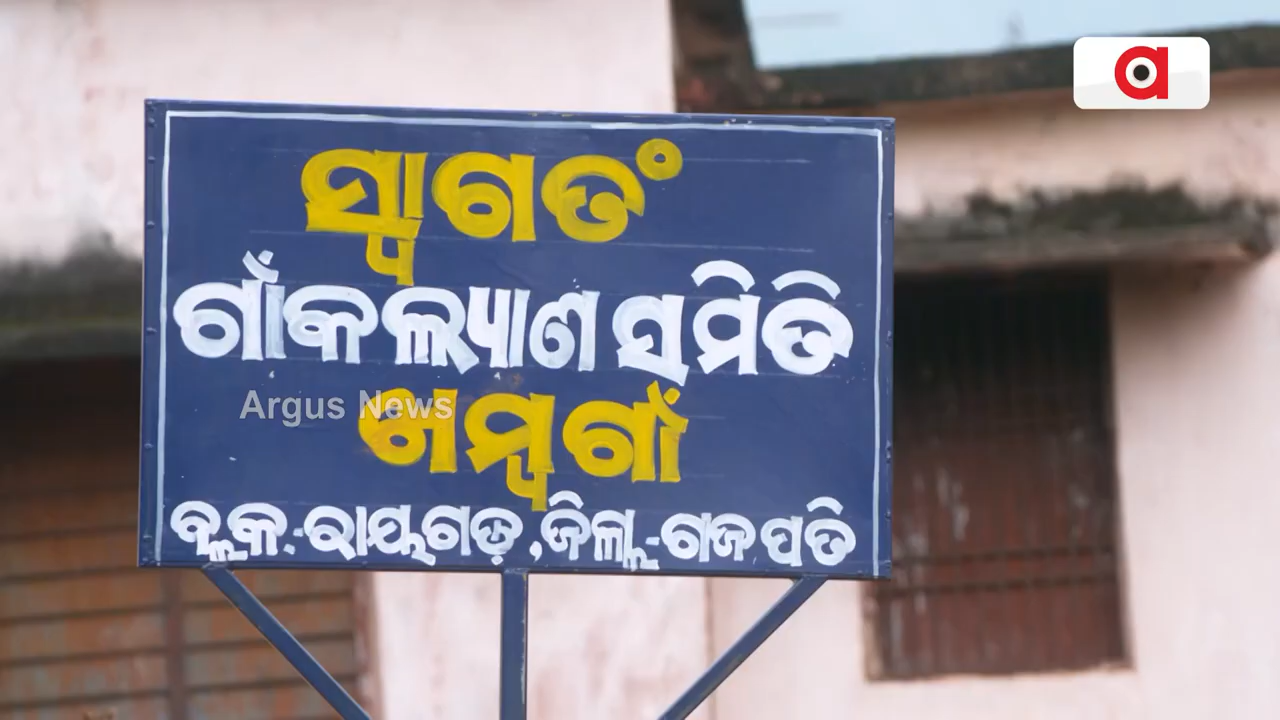 ସ୍ୱାଗତଂ
ଗାଁକଲ୍ୟାଣ ସମିତି
ଖମ୍ବଗାଁ
Argus News
ବ୍ଲକ-ରାୟଗଡ଼,ଜିଲ୍ଲା-ଗଜପତି